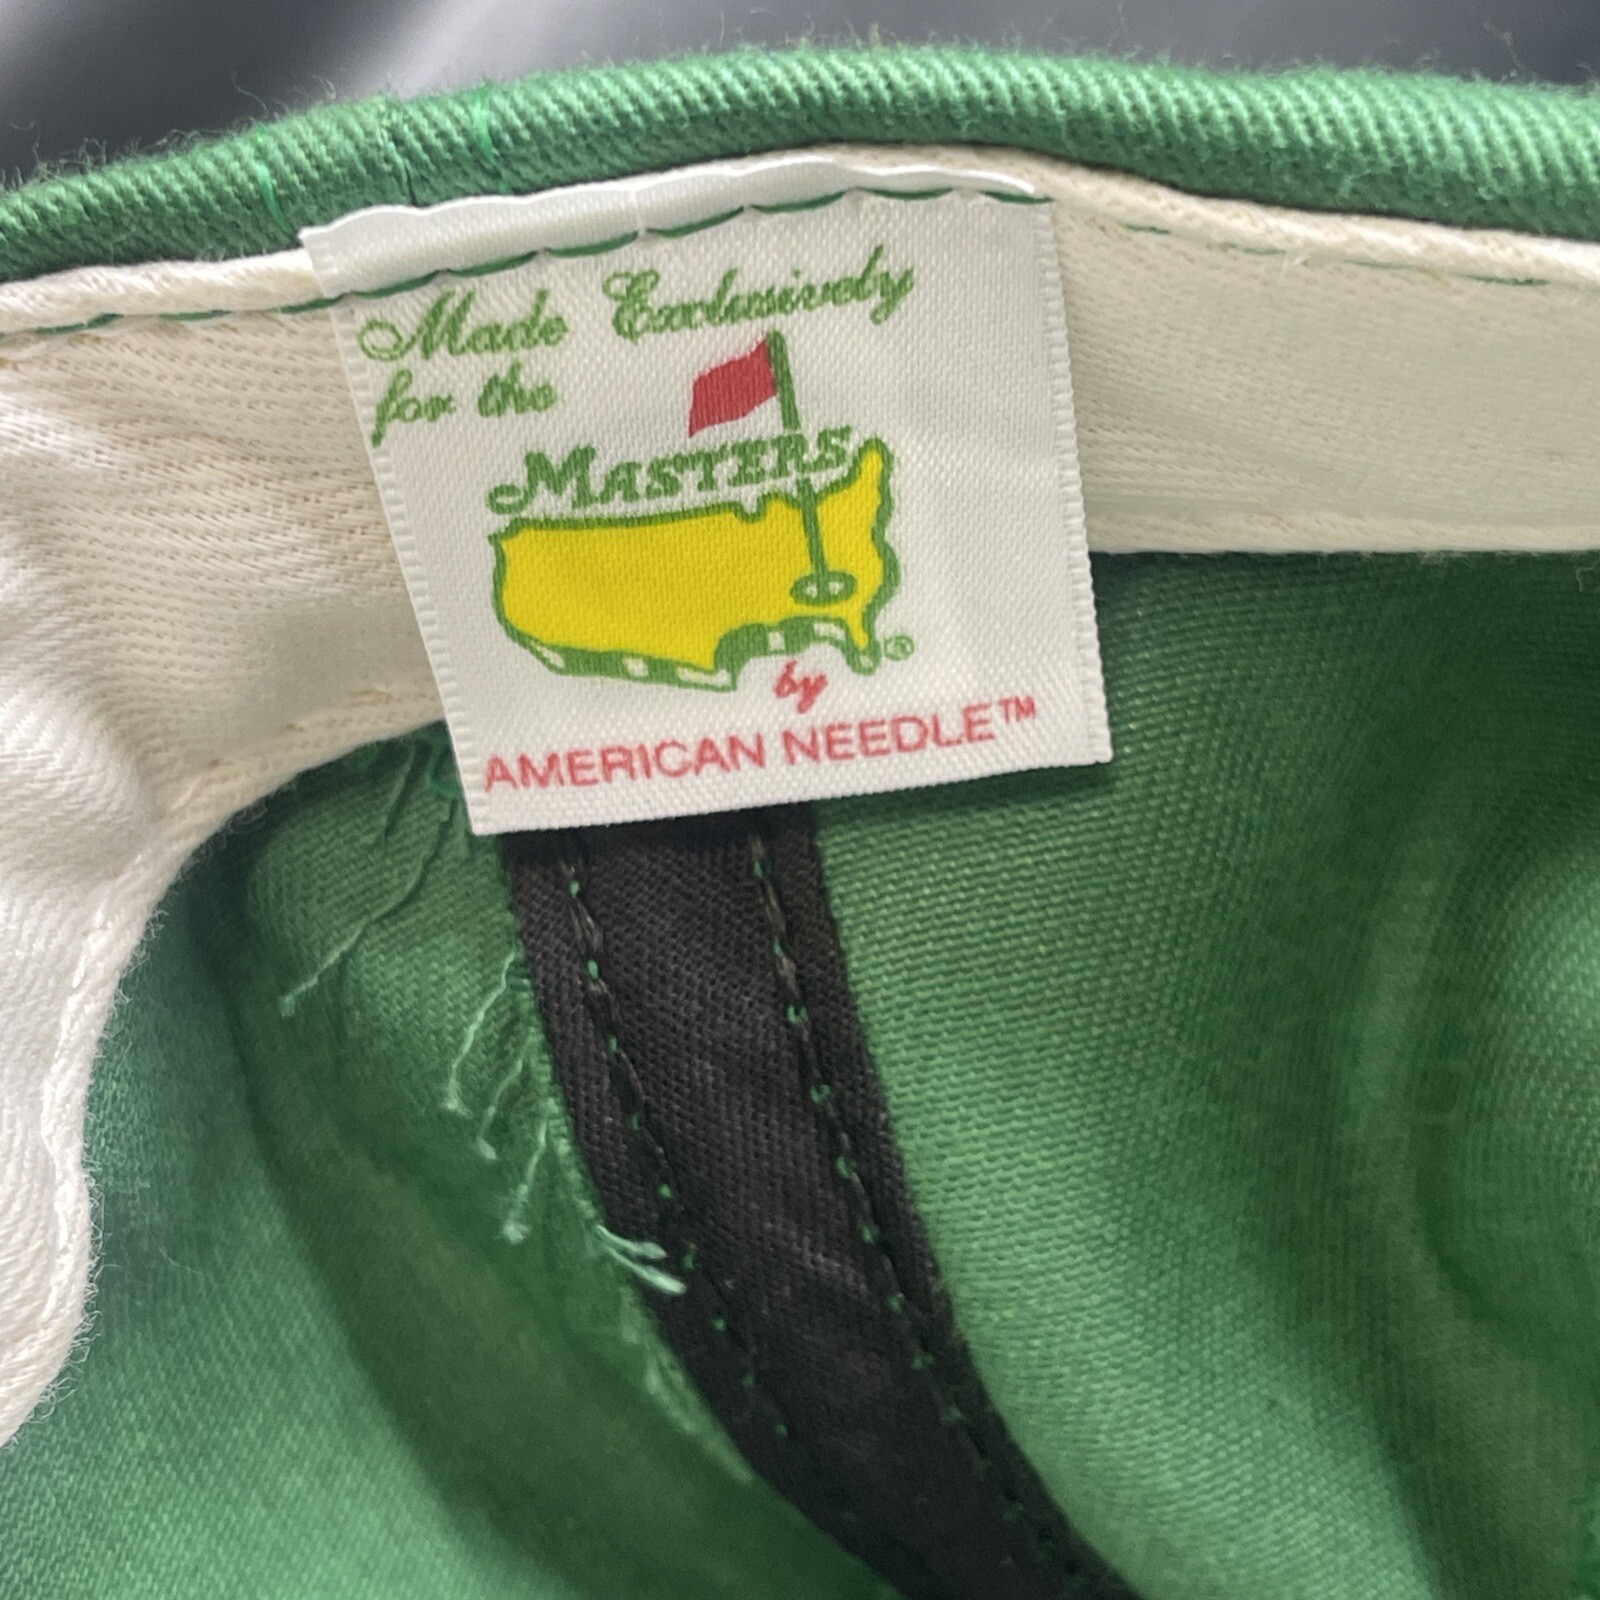 Made Exclusively
for the
MASTERS
®
by
AMERICAN NEEDLE™